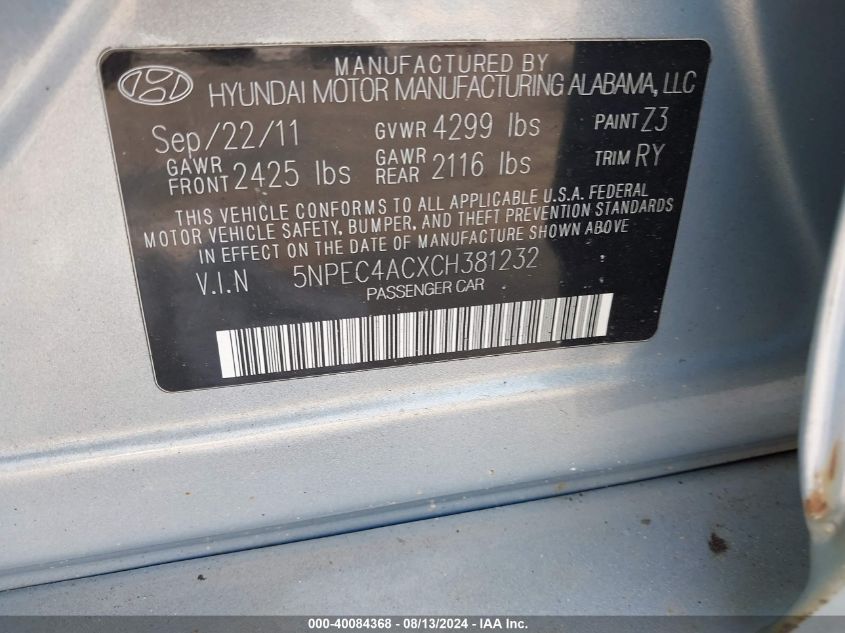 MANUFACTURED BY
HYUNDAI MOTOR MANUFACTURING ALABAMA, LLC
Sep/22/11 GVWR 4299 lbs PAINT Z3
GAWR FRONT 2425 lbs GAWR REAR 2116 lbs TRIM RY
THIS VEHICLE CONFORMS TO ALL APPLICABLE U.S.A. FEDERAL
MOTOR VEHICLE SAFETY, BUMPER, AND THEFT PREVENTION STANDARDS
IN EFFECT ON THE DATE OF MANUFACTURE SHOWN ABOVE.
V.I.N 5NPEC4ACXCH381232
PASSENGER CAR
000-40084368 - 08/13/2024 - IAA Inc.